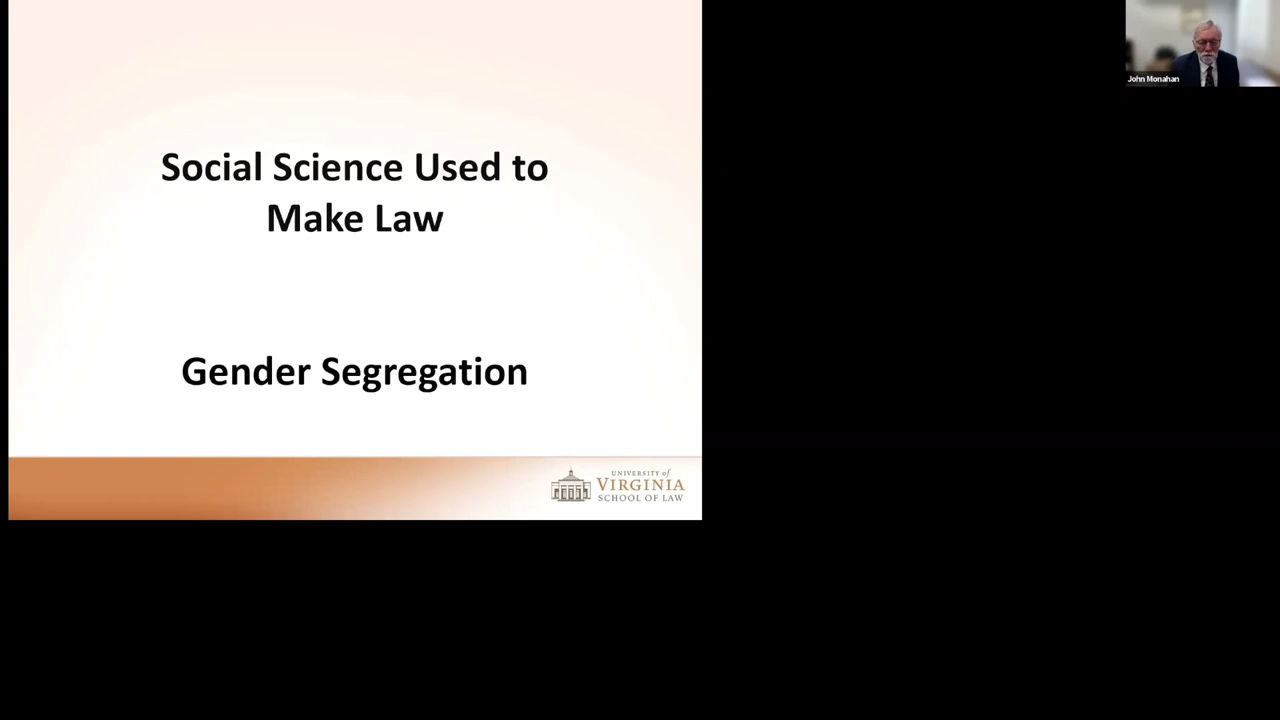 Social Science Used to
Make Law
Gender Segregation
UNIVERSITY of
VIRGINIA
SCHOOL OF LAW
John Monahan